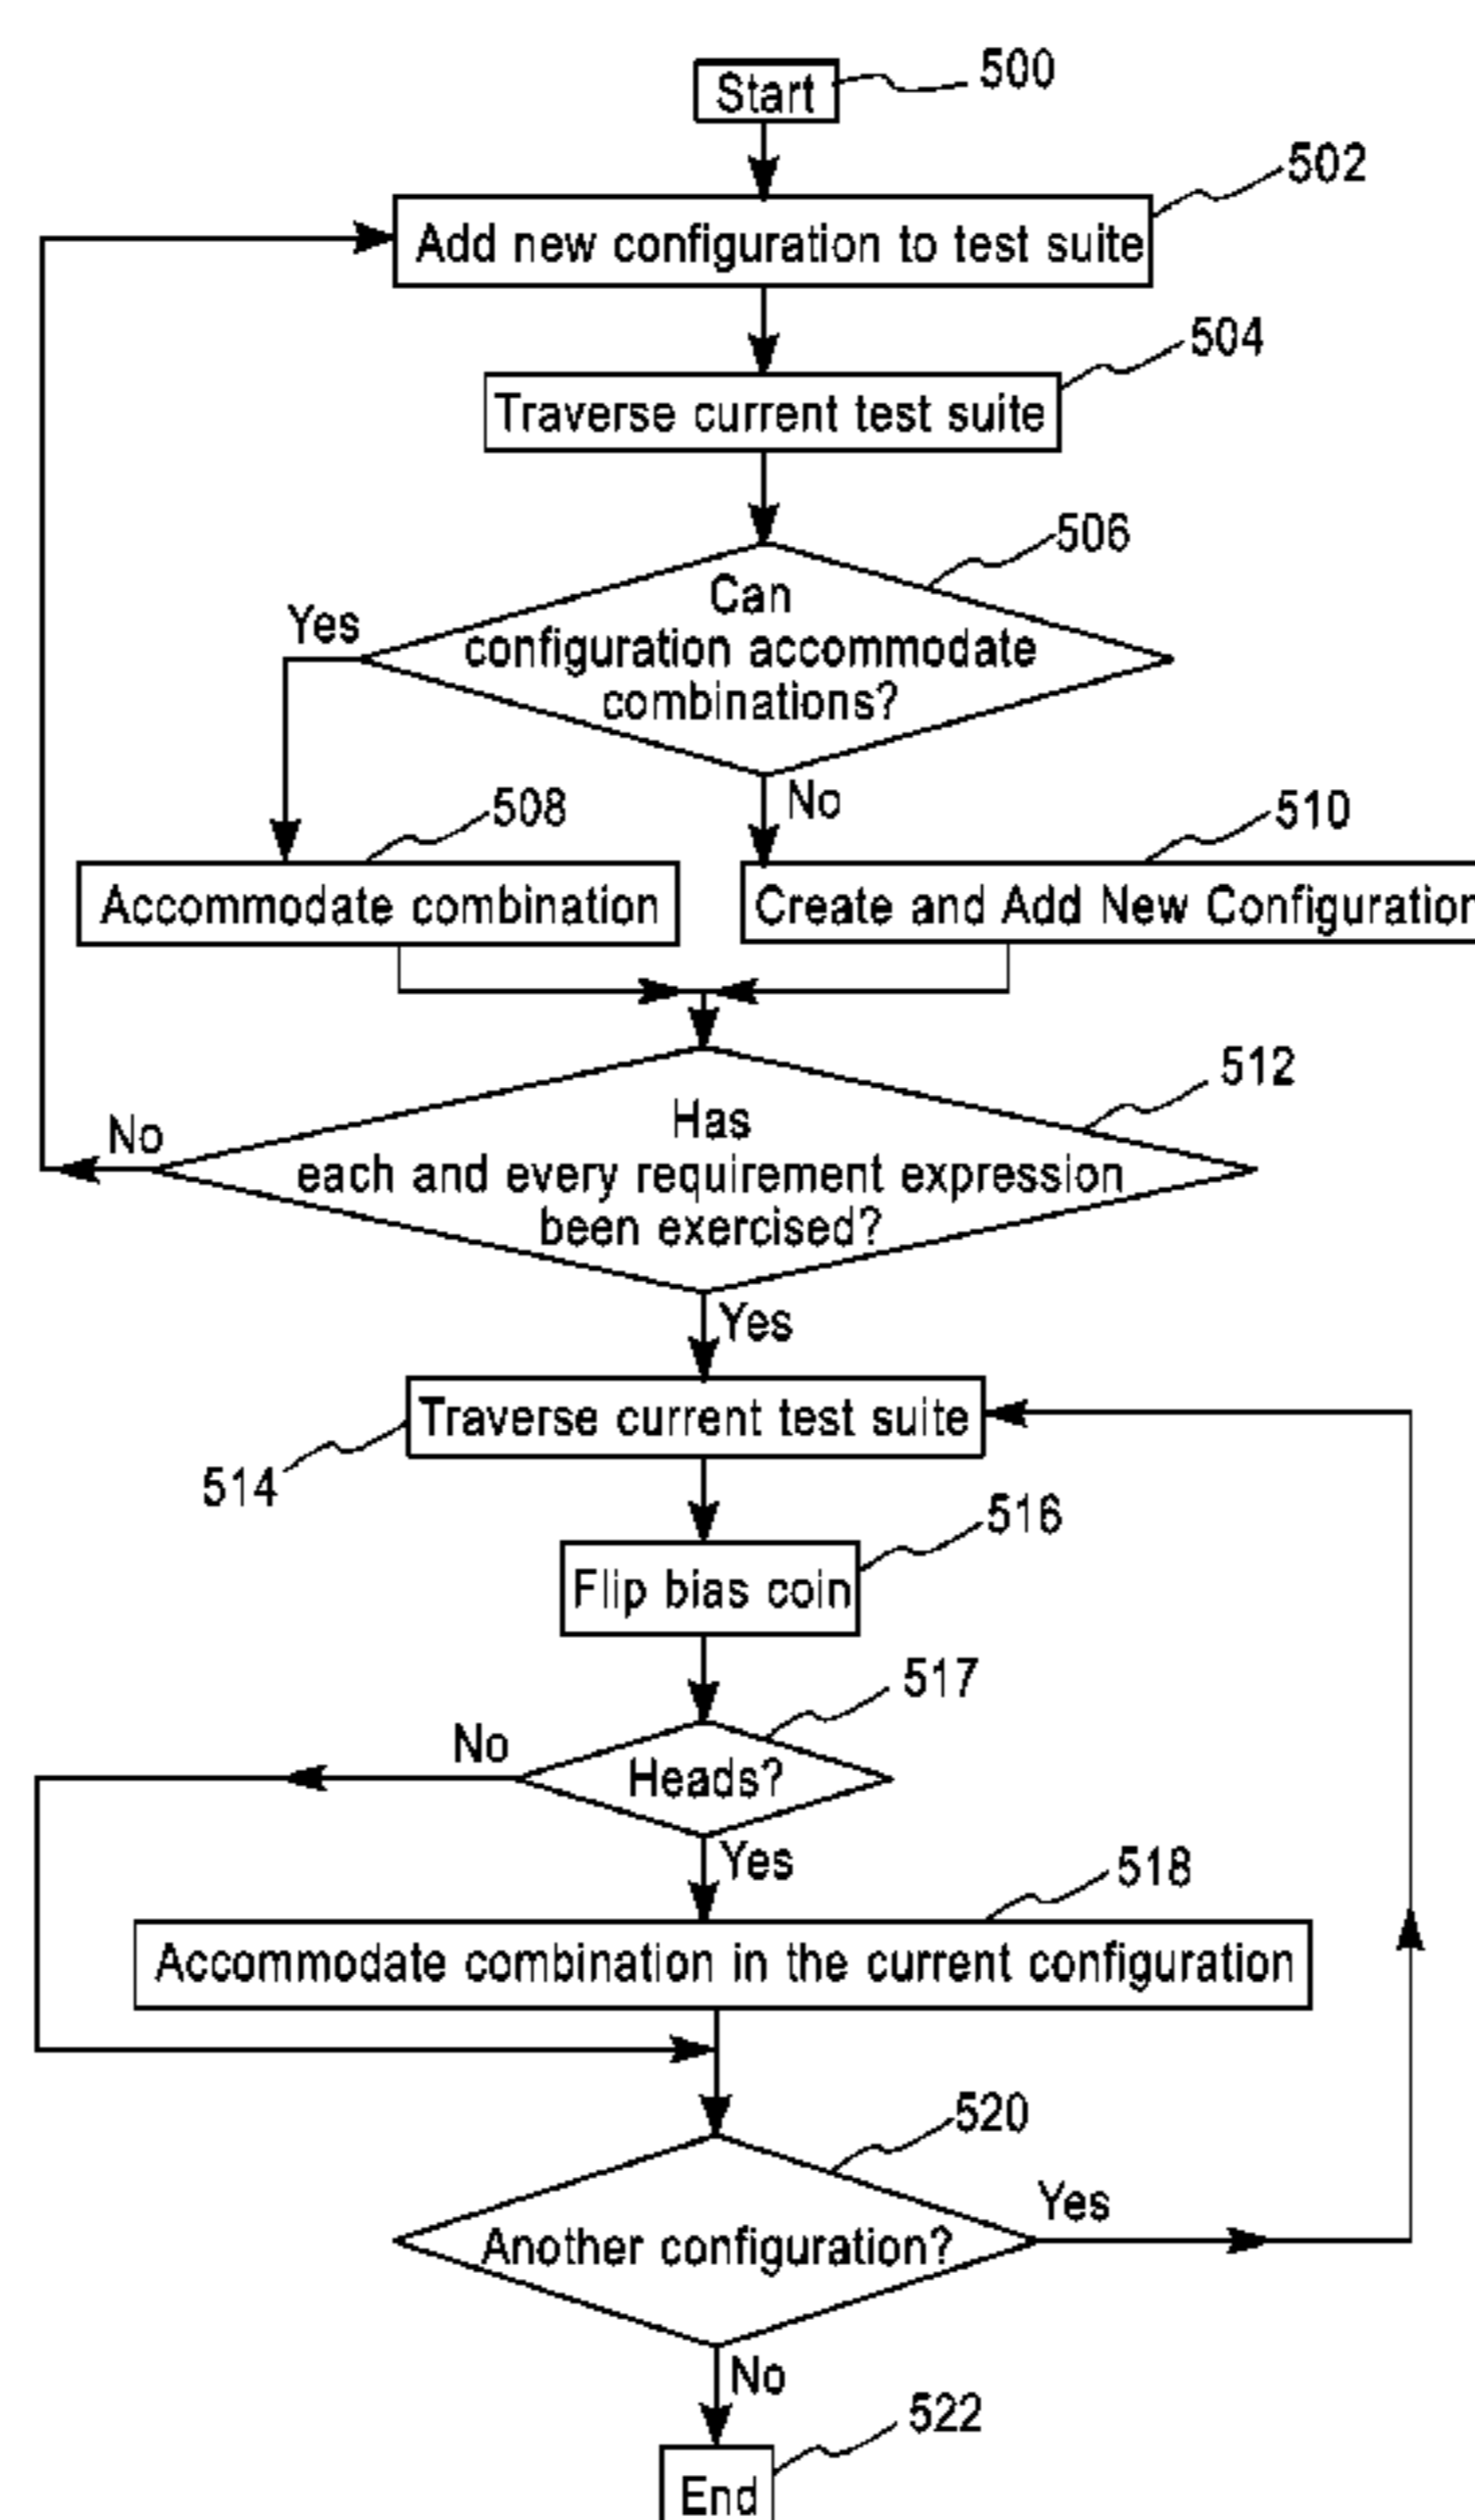 Start
500
502
Add new configuration to test suite
504
Traverse current test suite
506
Can
configuration accommodate
combinations?
Yes
No
508
510
Accommodate combination
Create and Add New Configuration
512
Has
each and every requirement expression
been exercised?
No
Yes
Traverse current test suite
514
516
Flip bias coin
517
No
Heads?
Yes
518
Accommodate combination in the current configuration
520
Yes
Another configuration?
No
522
End